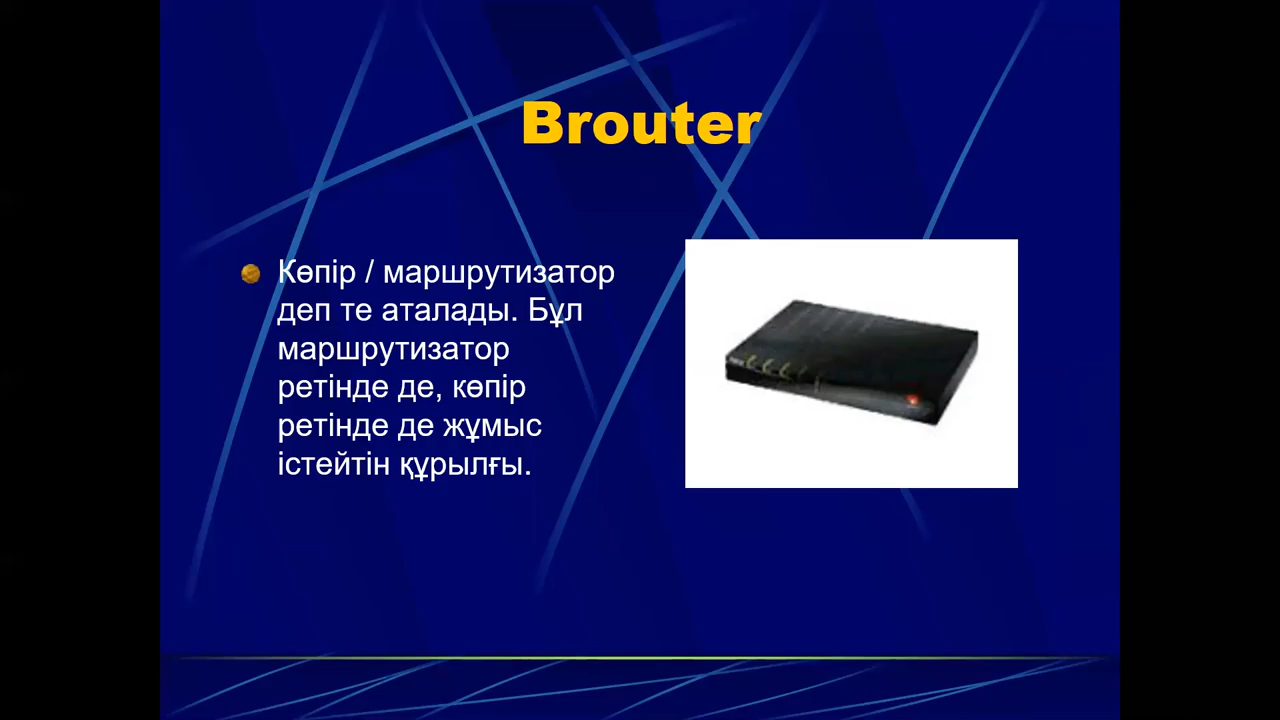 Brouter
Көпір / маршрутизатор
деп те аталады. Бұл
маршрутизатор
ретінде де, көпір
ретінде де жұмыс
істейтін құрылғы.